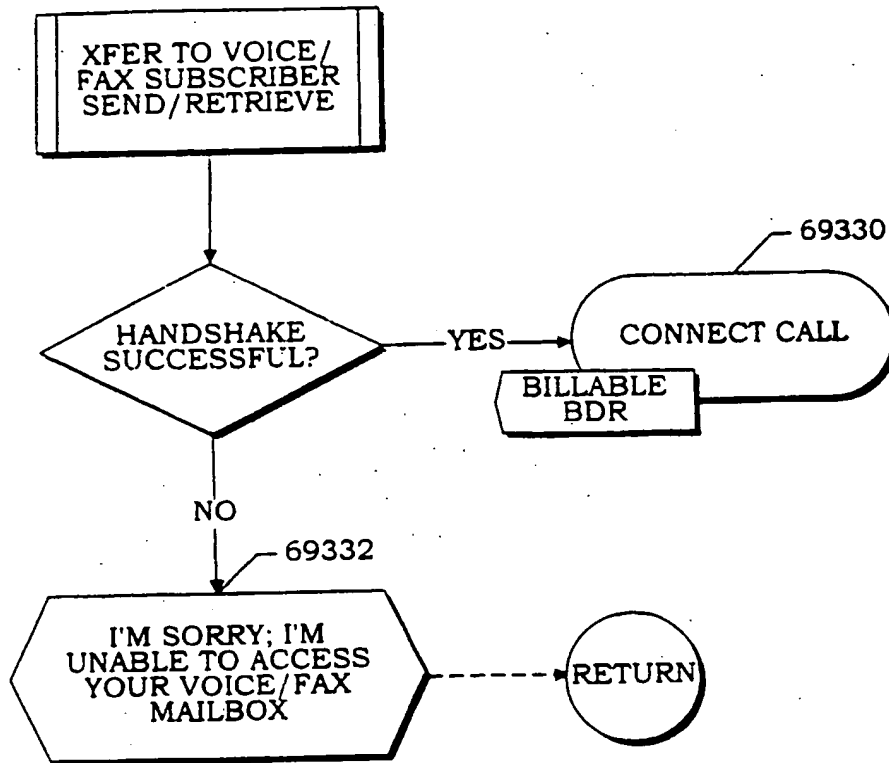 XFER TO VOICE/
FAX SUBSCRIBER
SEND/RETRIEVE
69330
HANDSHAKE
SUCCESSFUL?
YES
CONNECT CALL
BILLABLE
BDR
NO
69332
I'M SORRY; I'M
UNABLE TO ACCESS
YOUR VOICE/FAX
MAILBOX
RETURN